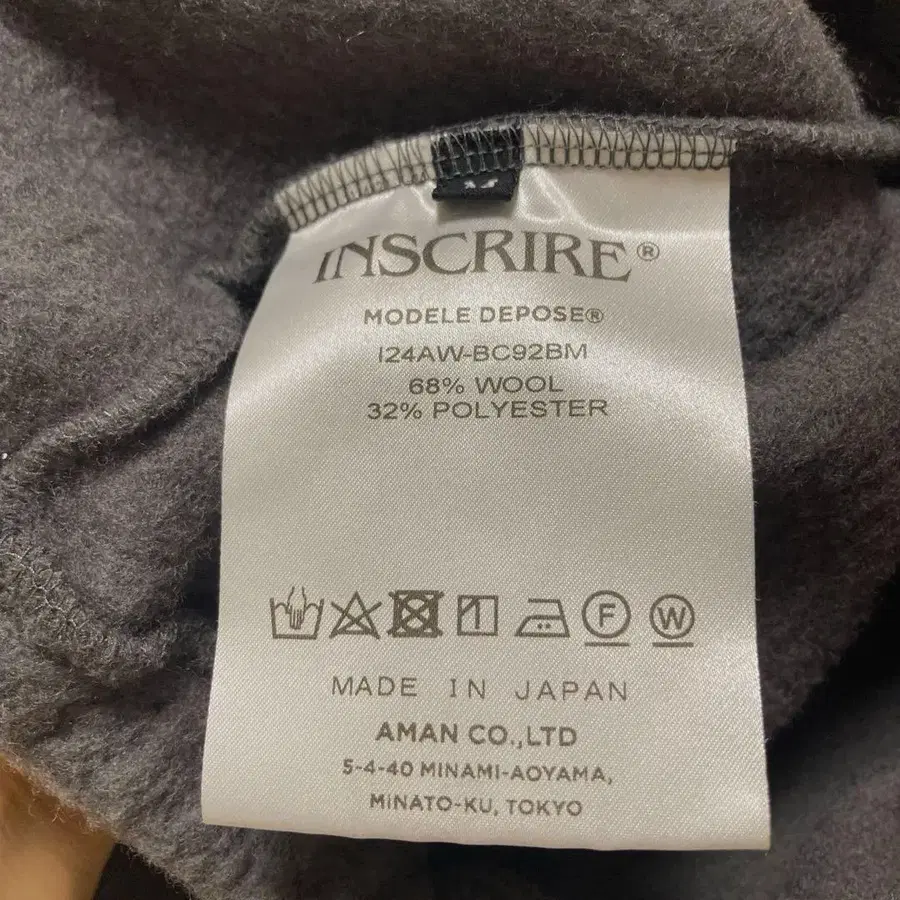 INSCRIRE®
MODELE DEPOSE®
I24AW-BC92BM
68% WOOL
32% POLYESTER
F W
MADE IN JAPAN
AMAN CO.,LTD
5-4-40 MINAMI-AOYAMA,
MINATO-KU, TOKYO